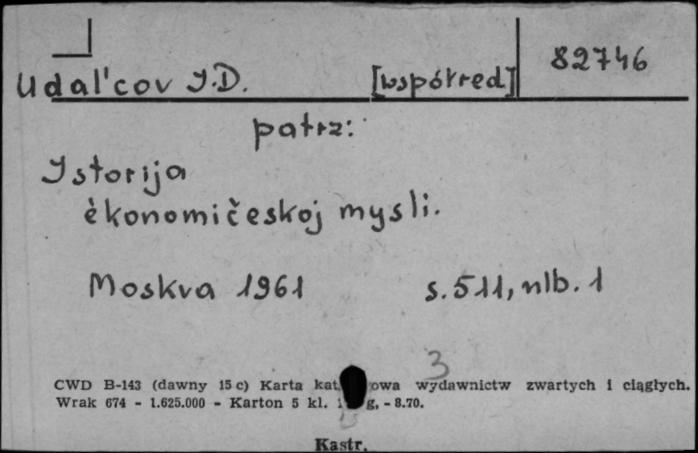 82746
Udal'cov I.D. [współred]
patrz:
Istorija
èkonomičeskoj mysli.
Moskva 1961 s. 511, nlb. 1
3
CWD B-143 (dawny 15 c) Karta kat owa wydawnictw zwartych i ciągłych.
Wrak 674 - 1.625.000 - Karton 5 kl. g, - 8.70.
Kastr.